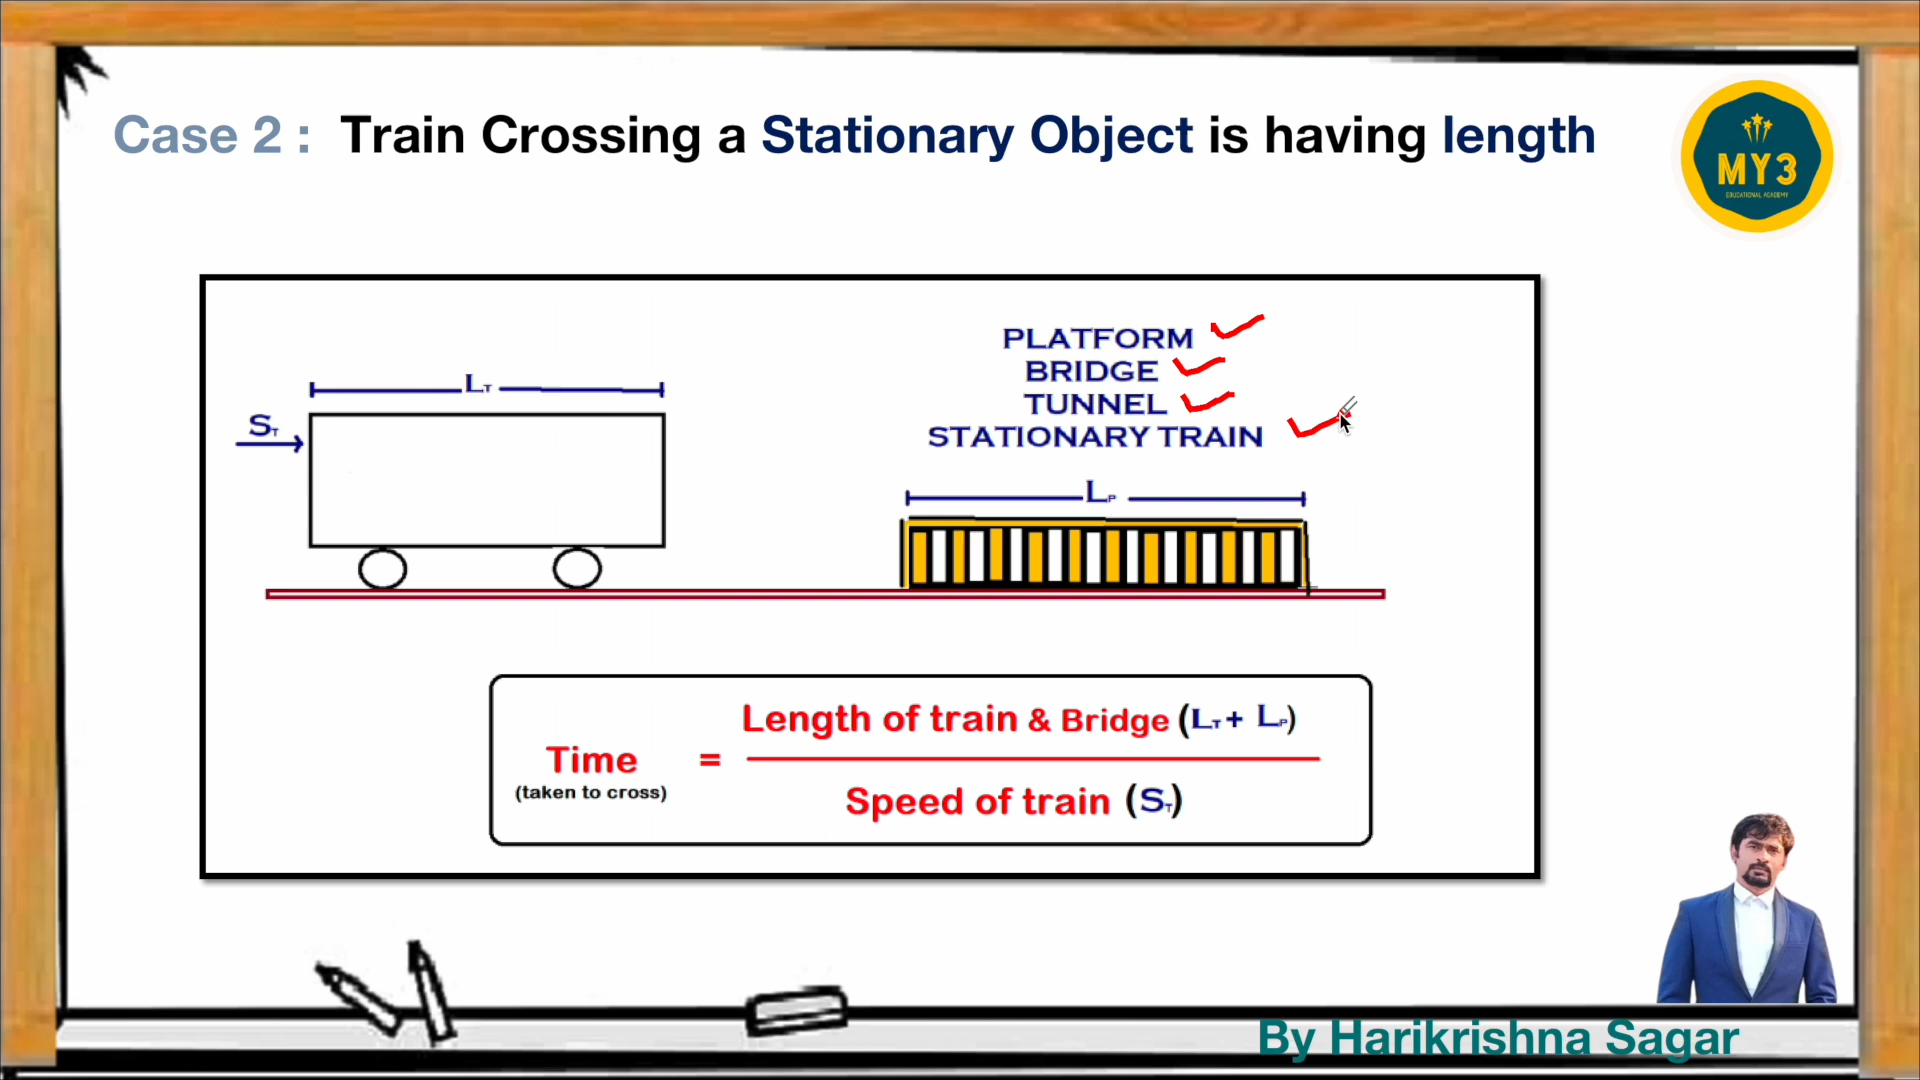 Case 2 : Train Crossing a Stationary Object is having length
MY3
EDUCATIONAL ACADEMY
PLATFORM
BRIDGE
TUNNEL
STATIONARY TRAIN
LT
ST
LP
Length of train & Bridge (LT + LP)
Time =
(taken to cross)
Speed of train (ST)
By Harikrishna Sagar